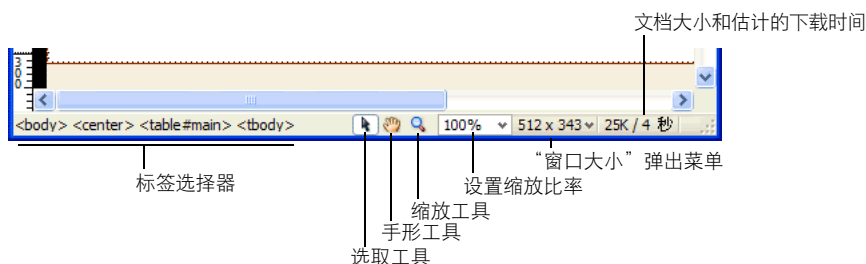 文档大小和估计的下载时间
300
<body> <center> <table#main> <tbody>
100%
512 x 343
25K / 4 秒
“窗口大小”弹出菜单
标签选择器
设置缩放比率
缩放工具
手形工具
选取工具